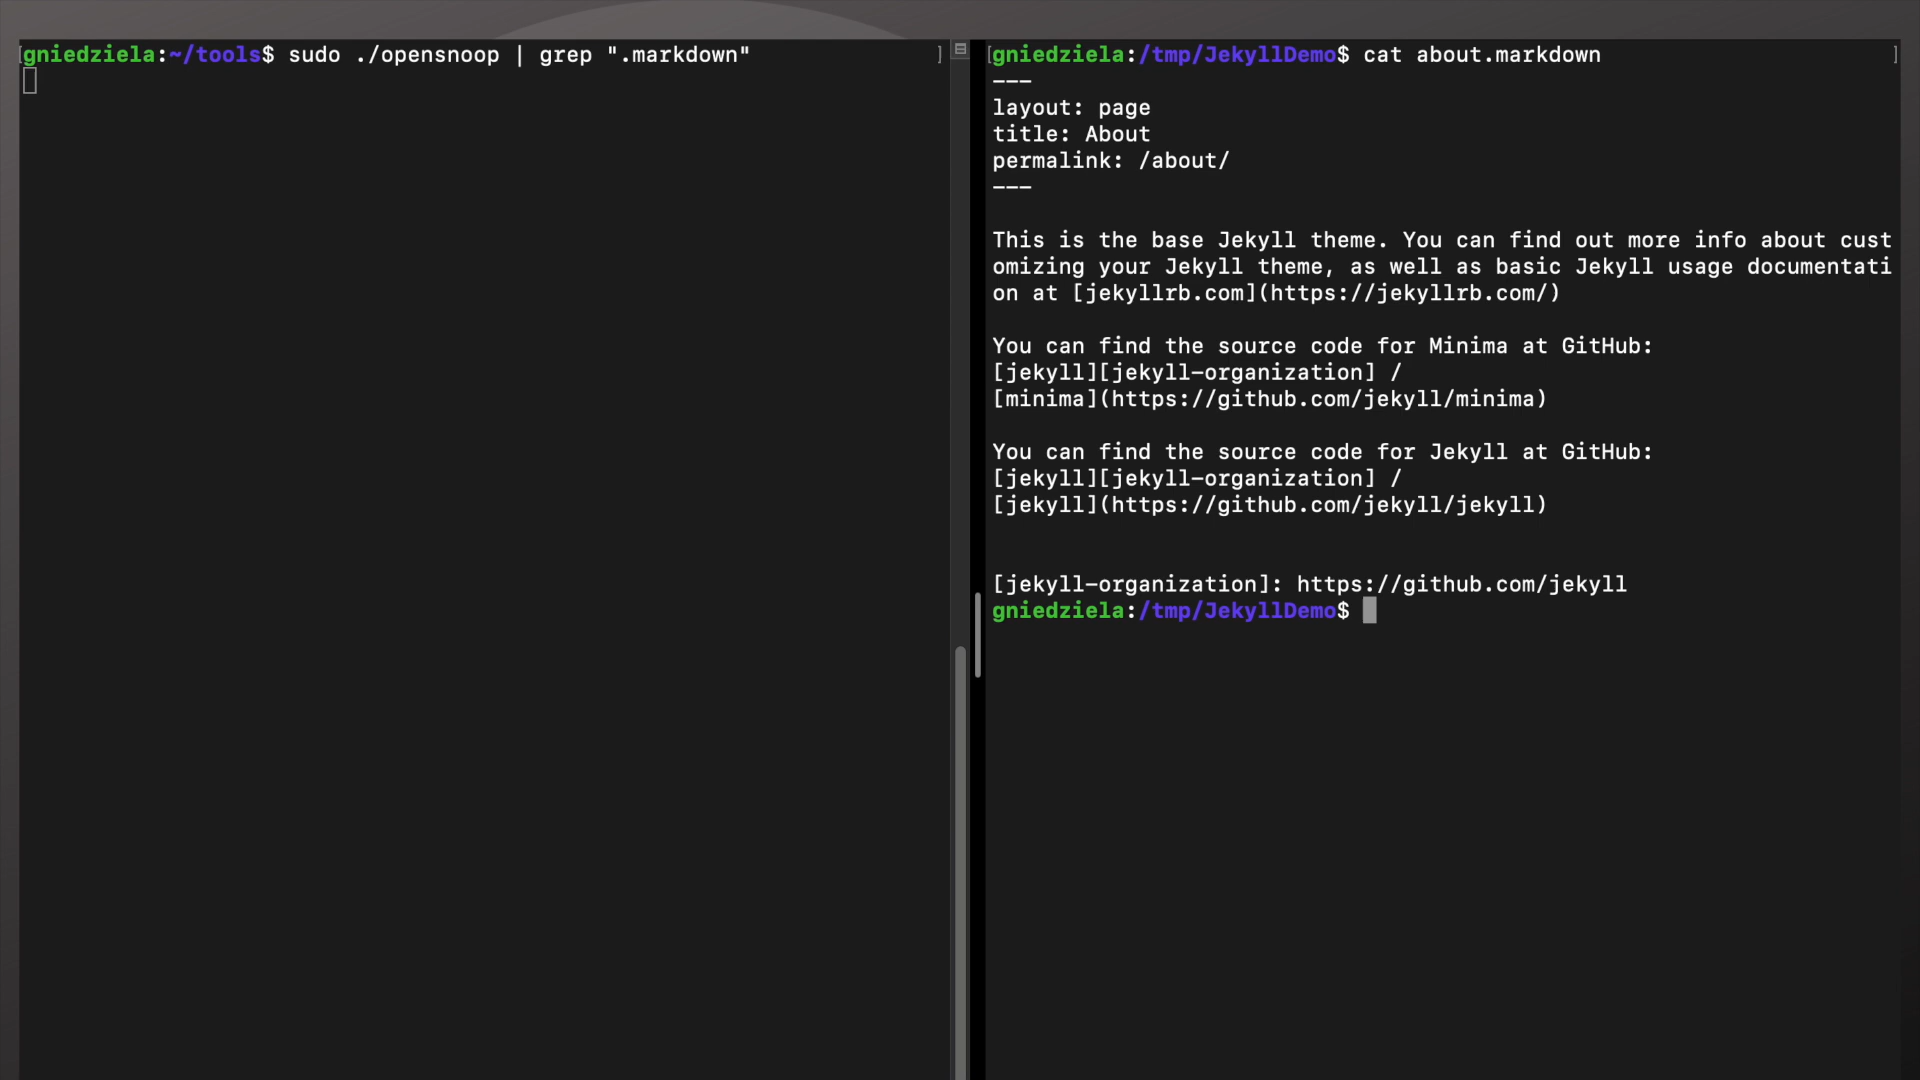 [gniedziela:~/tools$ sudo ./opensnoop | grep ".markdown" ]
[gniedziela:/tmp/JekyllDemo$ cat about.markdown ]
---
layout: page
title: About
permalink: /about/
---
This is the base Jekyll theme. You can find out more info about cust
omizing your Jekyll theme, as well as basic Jekyll usage documentati
on at [jekyllrb.com](https://jekyllrb.com/)
You can find the source code for Minima at GitHub:
[jekyll][jekyll-organization] /
[minima](https://github.com/jekyll/minima)
You can find the source code for Jekyll at GitHub:
[jekyll][jekyll-organization] /
[jekyll](https://github.com/jekyll/jekyll)
[jekyll-organization]: https://github.com/jekyll
gniedziela:/tmp/JekyllDemo$